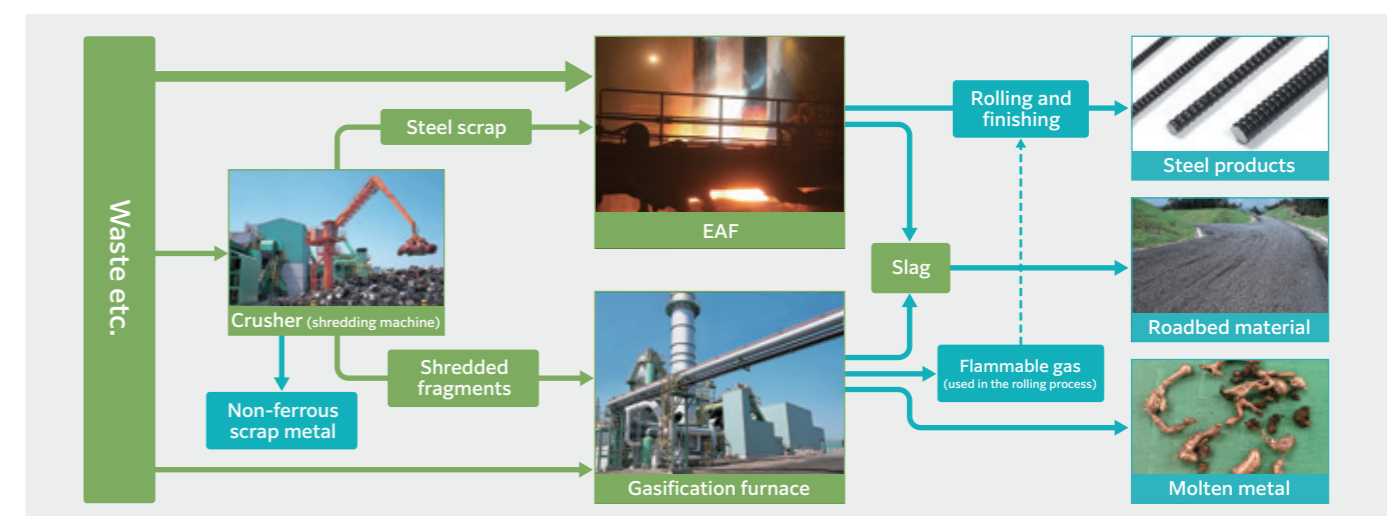 Waste etc.
Steel scrap
Crusher (shredding machine)
Non-ferrous
scrap metal
Shredded
fragments
EAF
Gasification furnace
Rolling and
finishing
Slag
Flammable gas
(used in the rolling process)
Steel products
Roadbed material
Molten metal